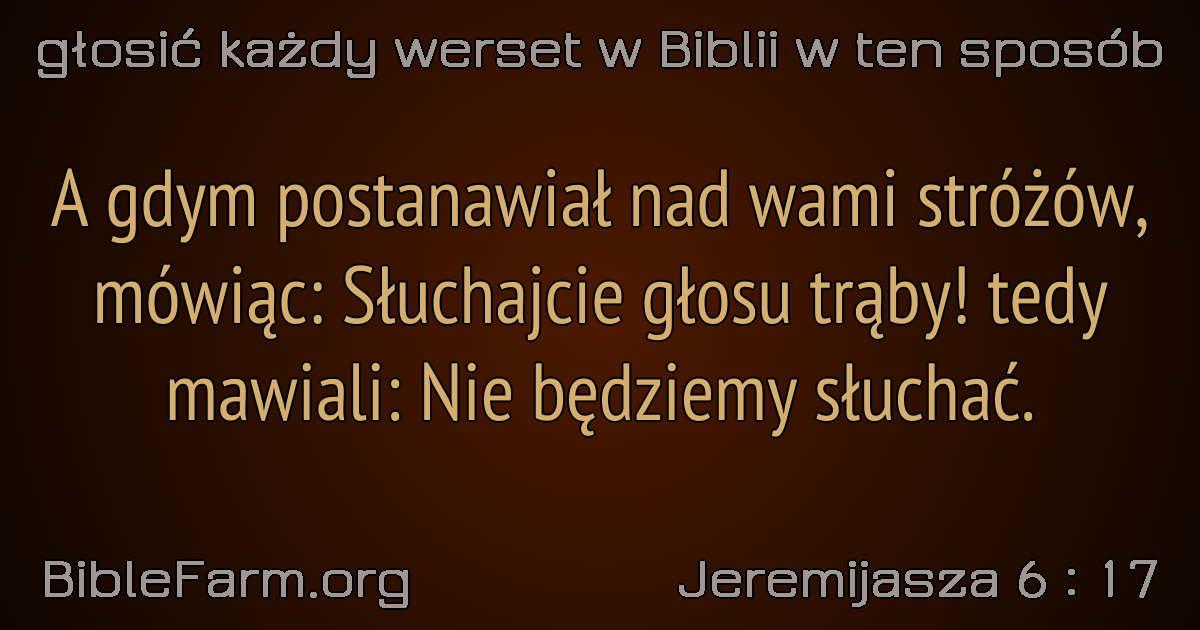 głosić każdy werset w Biblii w ten sposób
A gdym postanawiał nad wami stróżów,
mówiąc: Słuchajcie głosu trąby! tedy
mawiali: Nie będziemy słuchać.
BibleFarm.org
Jeremijasza 6 : 17